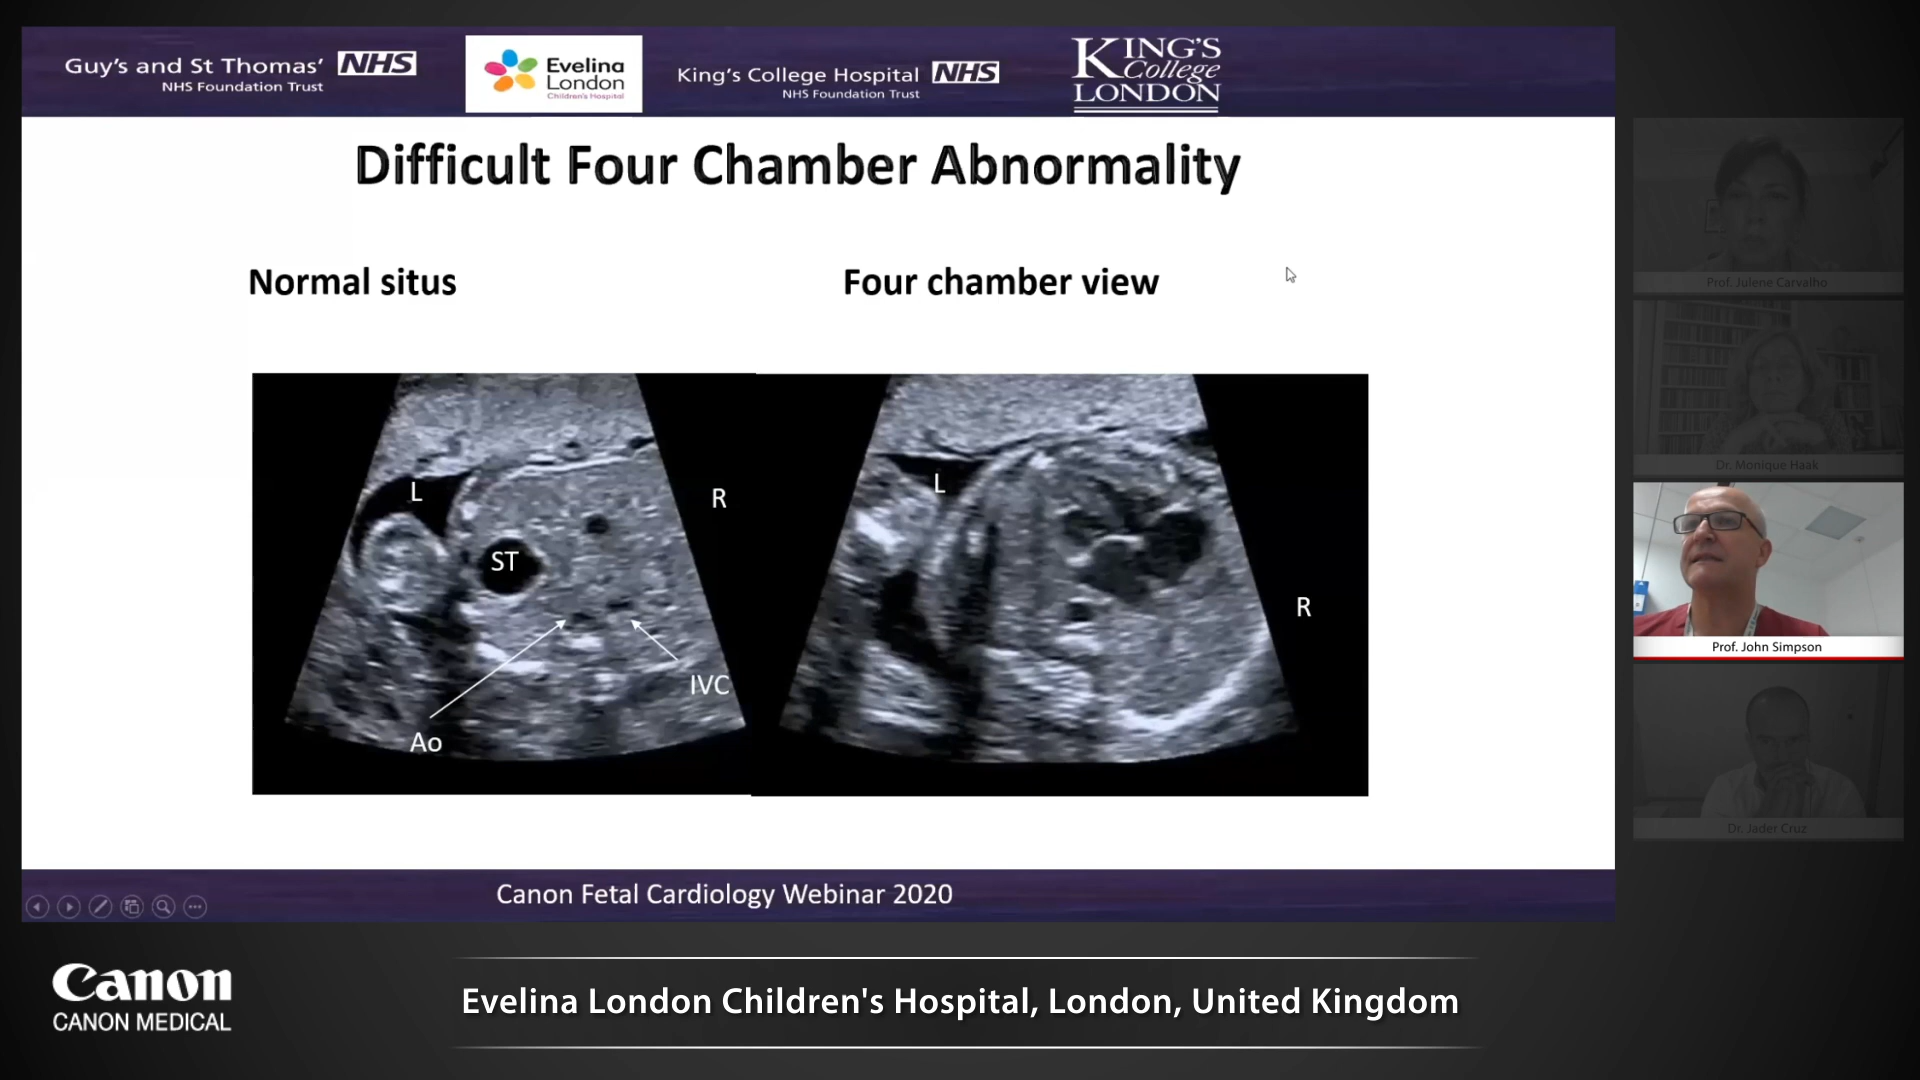 Guy's and St Thomas' NHS
NHS Foundation Trust
Evelina
London
Children's Hospital
King's College Hospital NHS
NHS Foundation Trust
KING'S
College
LONDON
Difficult Four Chamber Abnormality
Normal situs
Four chamber view
L
R
ST
IVC
Ao
L
R
Canon Fetal Cardiology Webinar 2020
Prof. Julene Carvalho
Dr. Monique Haak
Prof. John Simpson
Dr. Jader Cruz
Canon
CANON MEDICAL
Evelina London Children's Hospital, London, United Kingdom